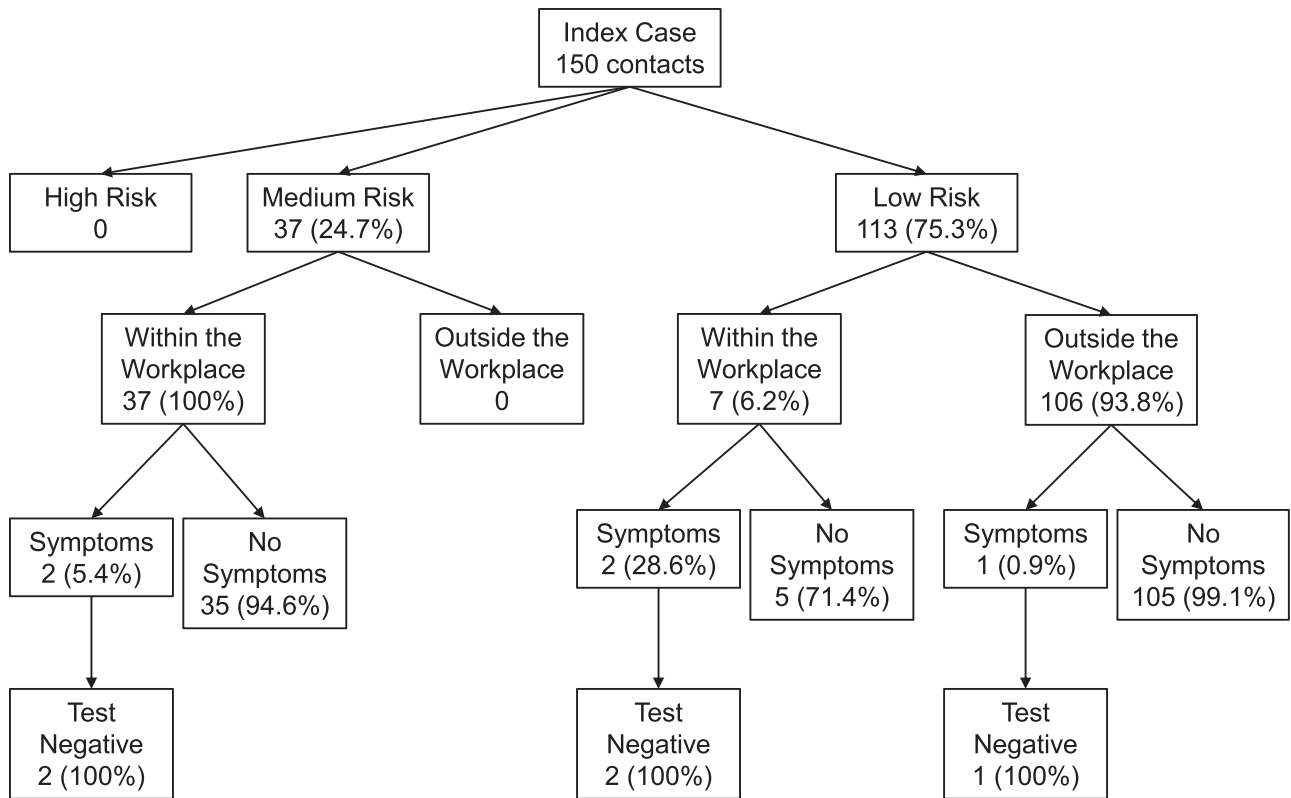 Index Case
150 contacts
High Risk
0
Medium Risk
37 (24.7%)
Low Risk
113 (75.3%)
Within the
Workplace
37 (100%)
Outside the
Workplace
0
Within the
Workplace
7 (6.2%)
Outside the
Workplace
106 (93.8%)
Symptoms
2 (5.4%)
No
Symptoms
35 (94.6%)
Symptoms
2 (28.6%)
No
Symptoms
5 (71.4%)
Symptoms
1 (0.9%)
No
Symptoms
105 (99.1%)
Test
Negative
2 (100%)
Test
Negative
2 (100%)
Test
Negative
1 (100%)